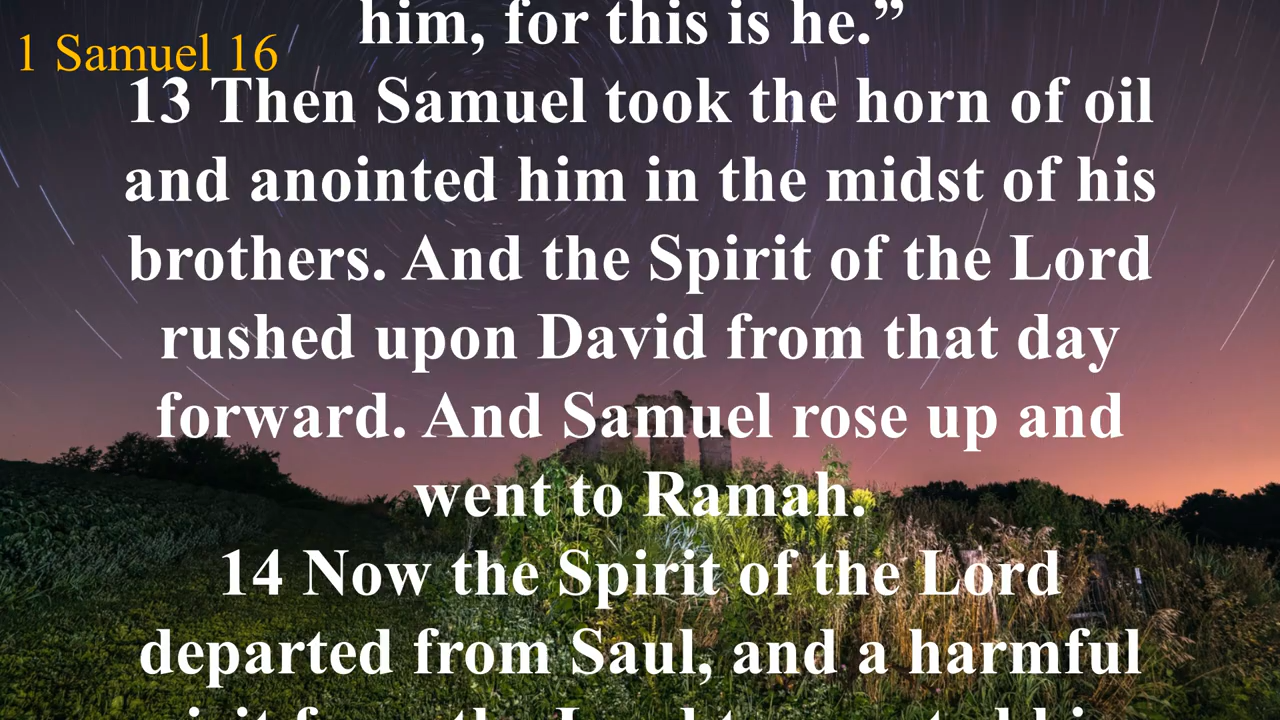 him, for this is he.”
1 Samuel 16
13 Then Samuel took the horn of oil
and anointed him in the midst of his
brothers. And the Spirit of the Lord
rushed upon David from that day
forward. And Samuel rose up and
went to Ramah.
14 Now the Spirit of the Lord
departed from Saul, and a harmful